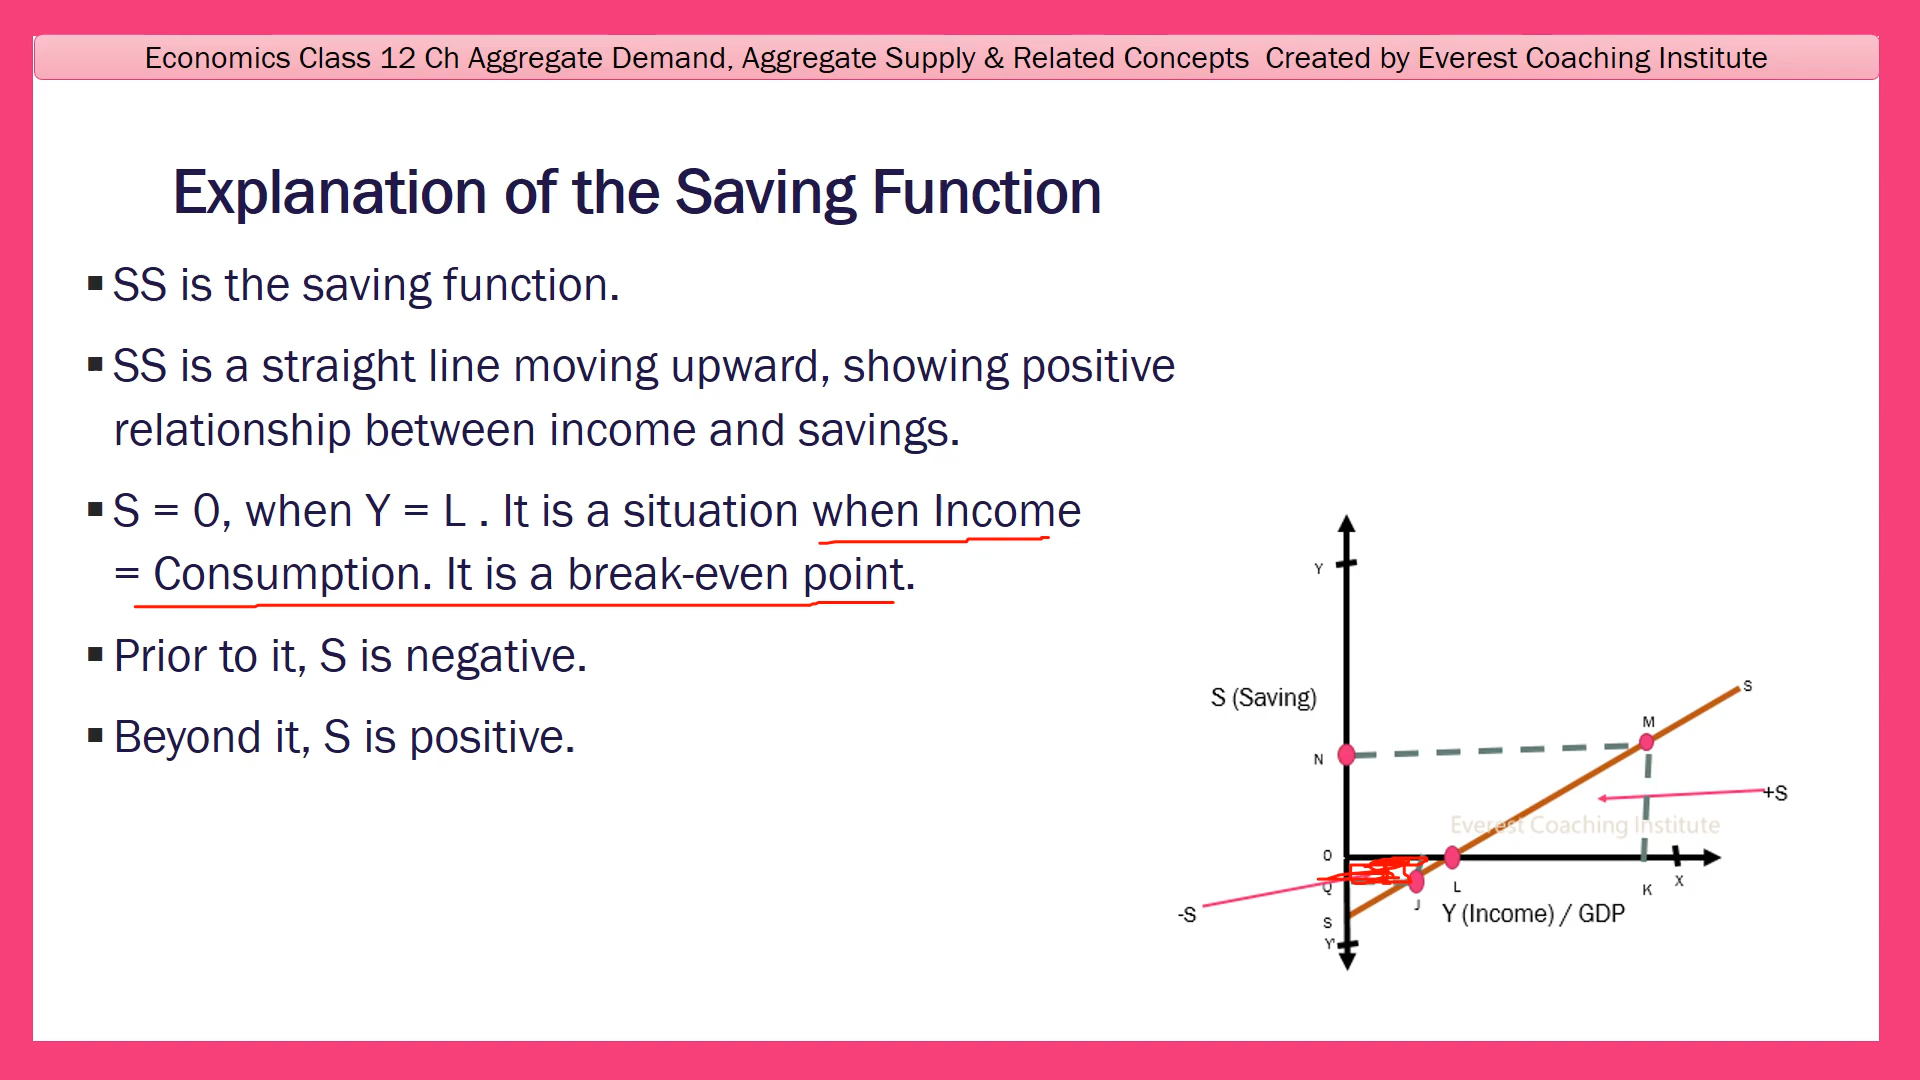 Economics Class 12 Ch Aggregate Demand, Aggregate Supply & Related Concepts  Created by Everest Coaching Institute
Explanation of the Saving Function
▪ SS is the saving function.
▪ SS is a straight line moving upward, showing positive
relationship between income and savings.
▪ S = 0, when Y = L . It is a situation when Income
= Consumption. It is a break-even point.
▪ Prior to it, S is negative.
▪ Beyond it, S is positive.
Y
S (Saving)
S
M
N
+S
Everest Coaching Institute
O
Q
L
K
X
J
-S
Y (Income) / GDP
S
Y'